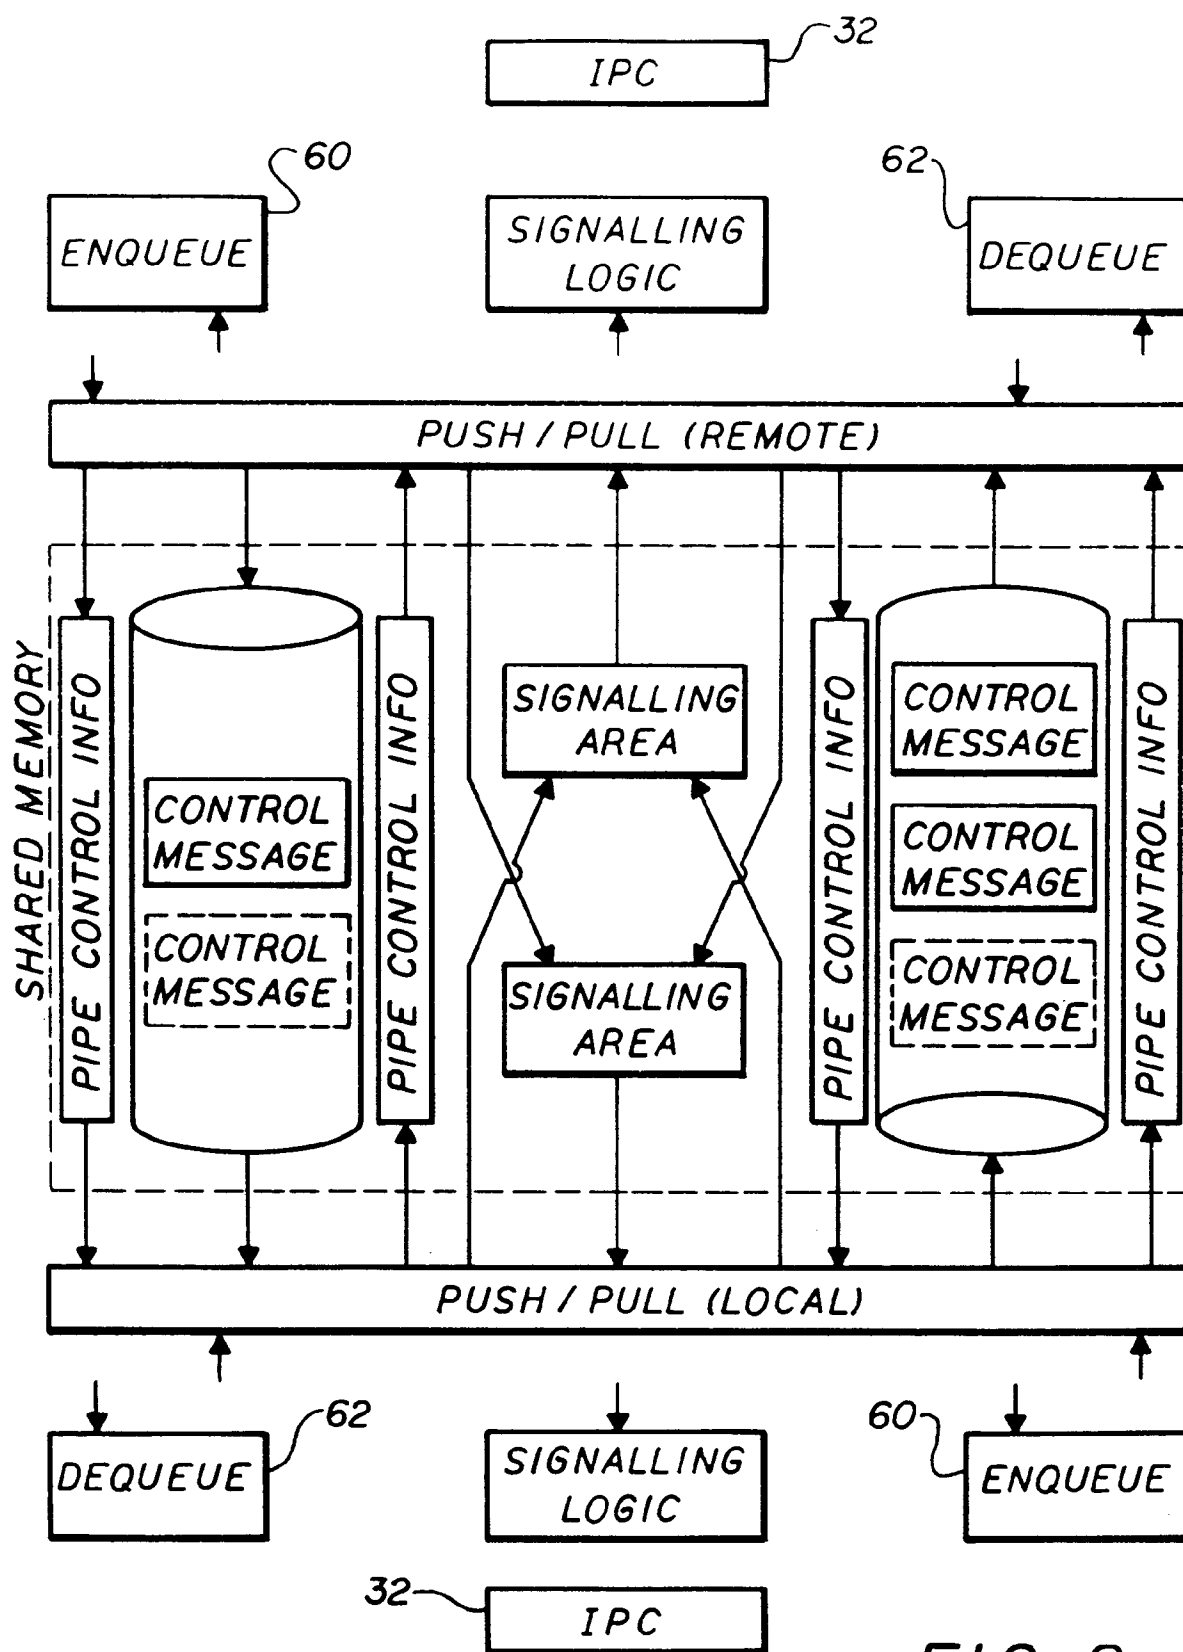 32
IPC
60
62
ENQUEUE
SIGNALLING
LOGIC
DEQUEUE
PUSH / PULL (REMOTE)
SHARED MEMORY
PIPE CONTROL INFO
CONTROL
MESSAGE
CONTROL
MESSAGE
PIPE CONTROL INFO
SIGNALLING
AREA
SIGNALLING
AREA
PIPE CONTROL INFO
CONTROL
MESSAGE
CONTROL
MESSAGE
CONTROL
MESSAGE
PIPE CONTROL INFO
PUSH / PULL (LOCAL)
62
60
DEQUEUE
SIGNALLING
LOGIC
ENQUEUE
32
IPC